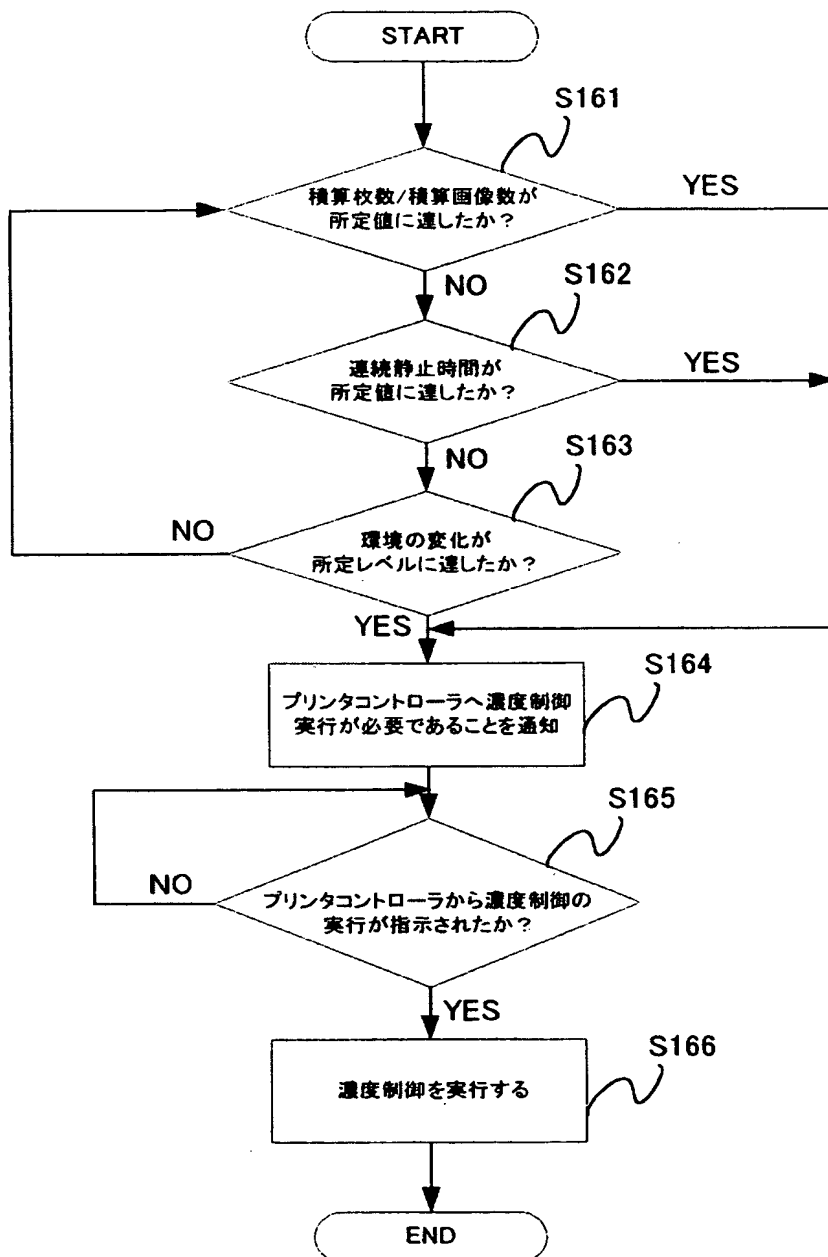 START
S161
積算枚数/積算画像数が
所定値に達したか？
YES
NO
S162
連続静止時間が
所定値に達したか？
YES
NO
S163
環境の変化が
所定レベルに達したか？
NO
YES
S164
プリンタコントローラへ濃度制御
実行が必要であることを通知
S165
プリンタコントローラから濃度制御の
実行が指示されたか？
NO
YES
S166
濃度制御を実行する
END